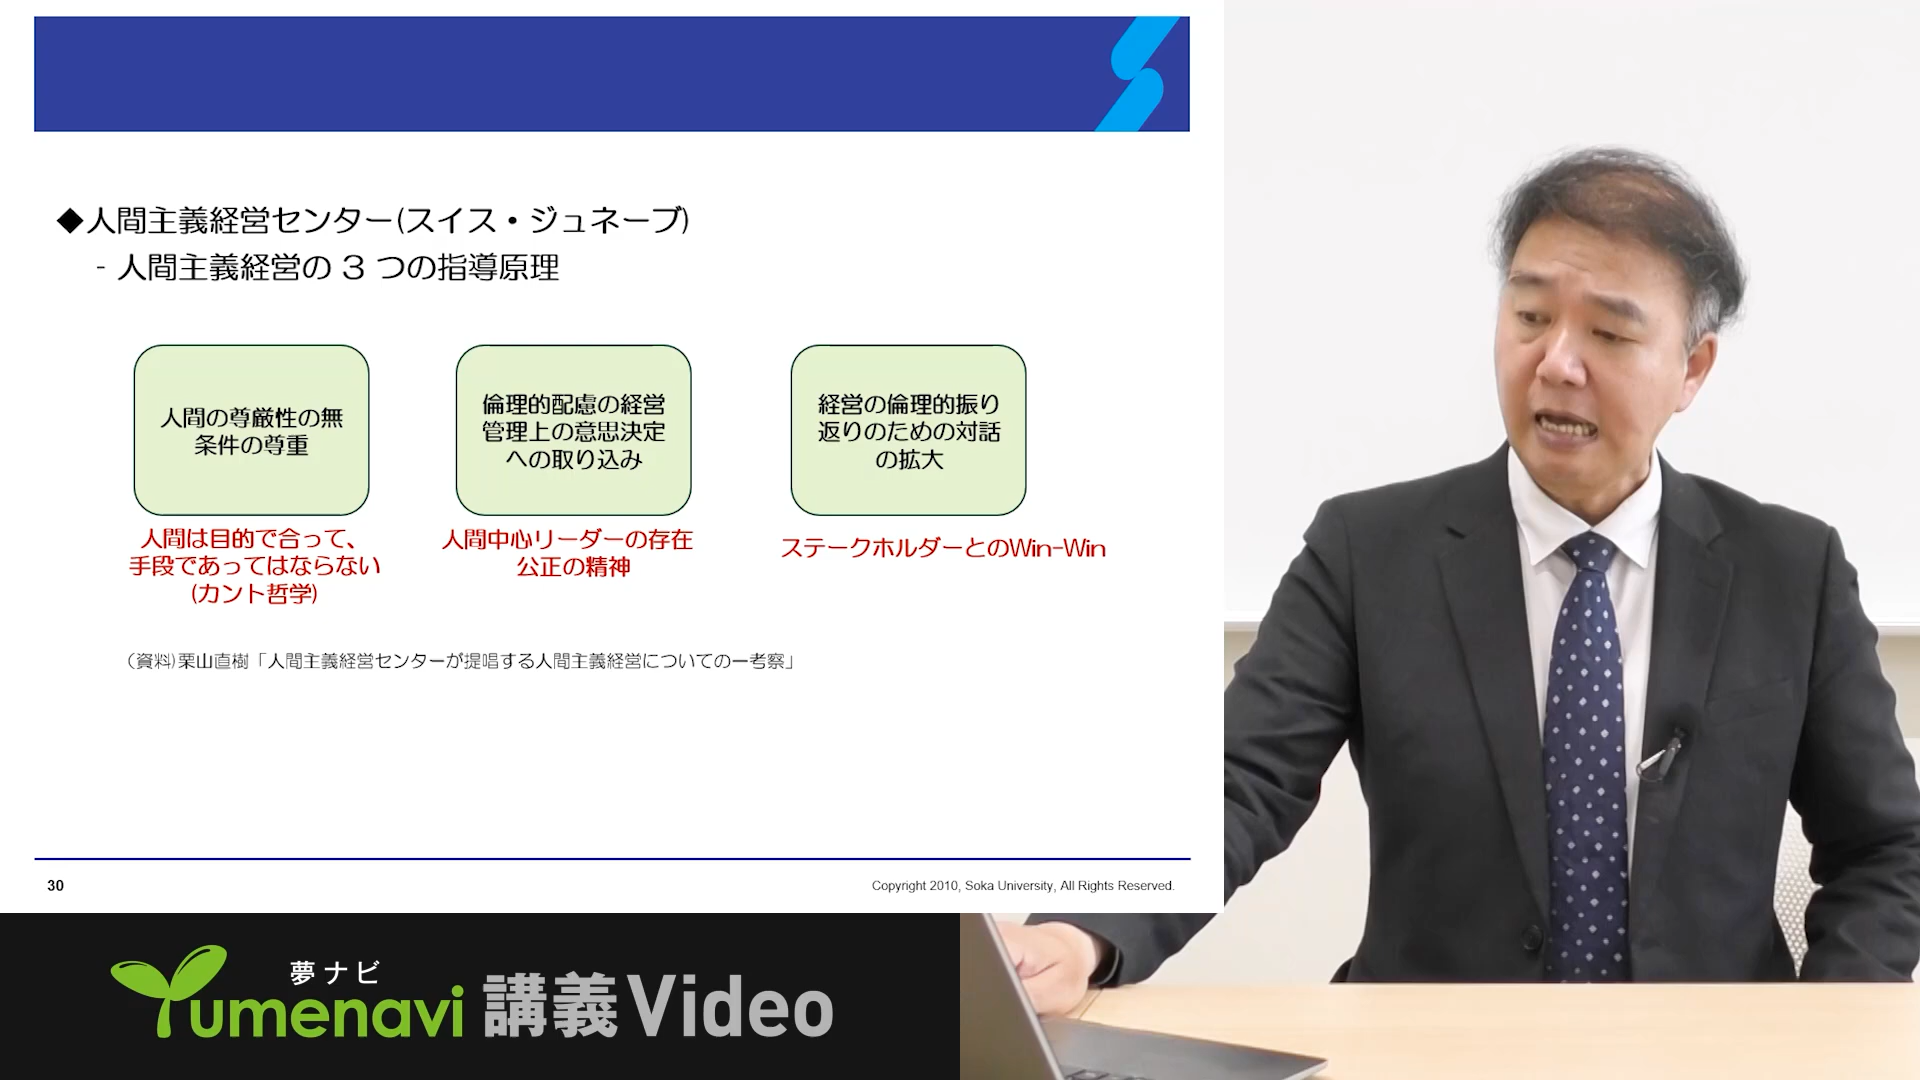 ◆人間主義経営センター(スイス・ジュネーブ)
- 人間主義経営の 3 つの指導原理
人間の尊厳性の無
条件の尊重
倫理的配慮の経営
管理上の意思決定
への取り込み
経営の倫理的振り
返りのための対話
の拡大
人間は目的で合って、
手段であってはならない
(カント哲学)
人間中心リーダーの存在
公正の精神
ステークホルダーとのWin-Win
（資料)栗山直樹「人間主義経営センターが提唱する人間主義経営についての一考察」
30
Copyright 2010, Soka University, All Rights Reserved.
夢ナビ
Yumenavi 講義Video